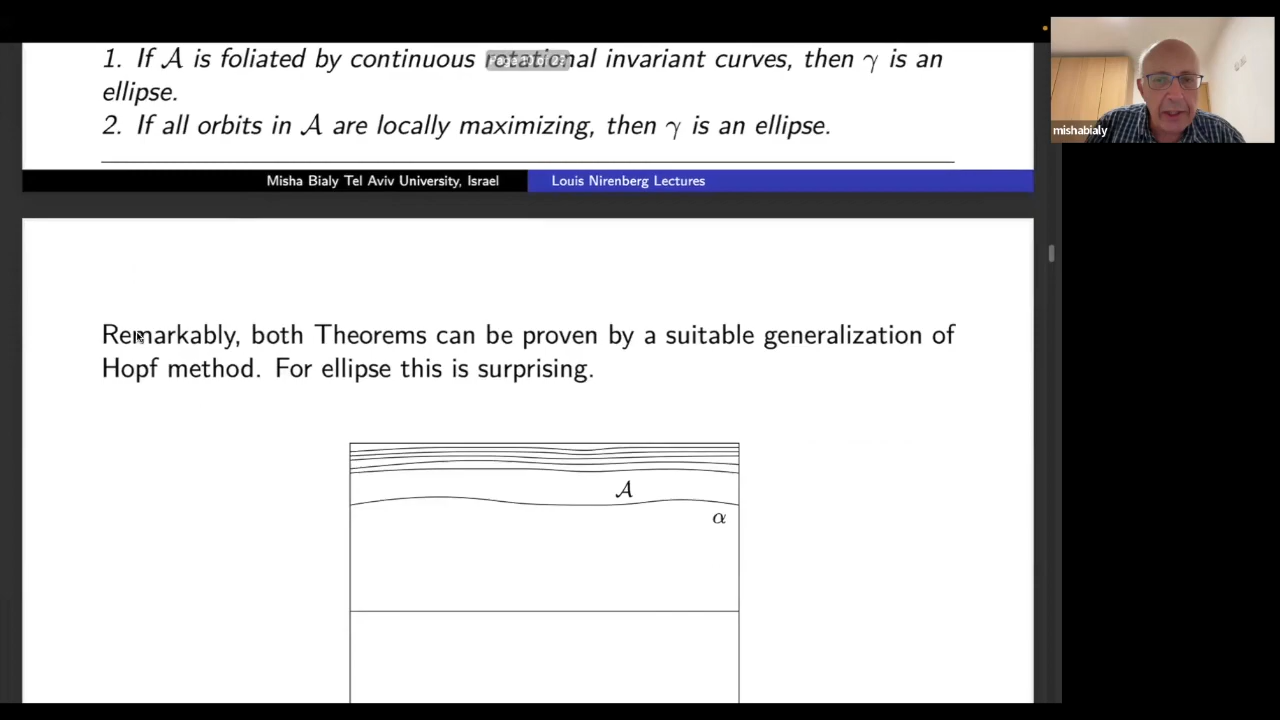 1. If 𝒜 is foliated by continuous rotational invariant curves, then γ is an
ellipse.
2. If all orbits in 𝒜 are locally maximizing, then γ is an ellipse.
Misha Bialy Tel Aviv University, Israel
Louis Nirenberg Lectures
Remarkably, both Theorems can be proven by a suitable generalization of
Hopf method. For ellipse this is surprising.
𝒜
α
mishabialy